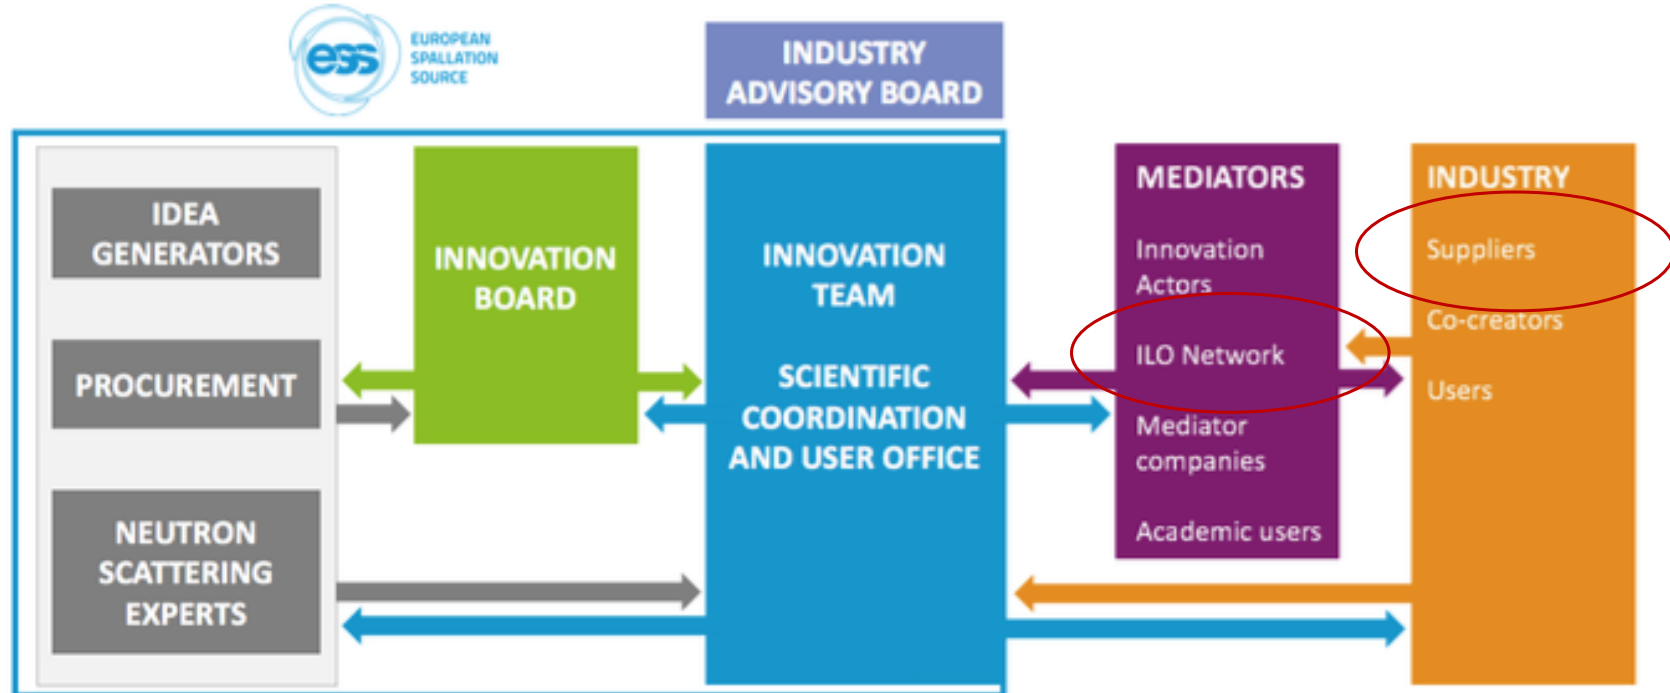 ess
EUROPEAN
SPALLATION
SOURCE
INDUSTRY
ADVISORY BOARD
IDEA
GENERATORS
PROCUREMENT
NEUTRON
SCATTERING
EXPERTS
INNOVATION
BOARD
INNOVATION
TEAM
SCIENTIFIC
COORDINATION
AND USER OFFICE
MEDIATORS
Innovation
Actors
ILO Network
Mediator
companies
Academic users
INDUSTRY
Suppliers
Co-creators
Users